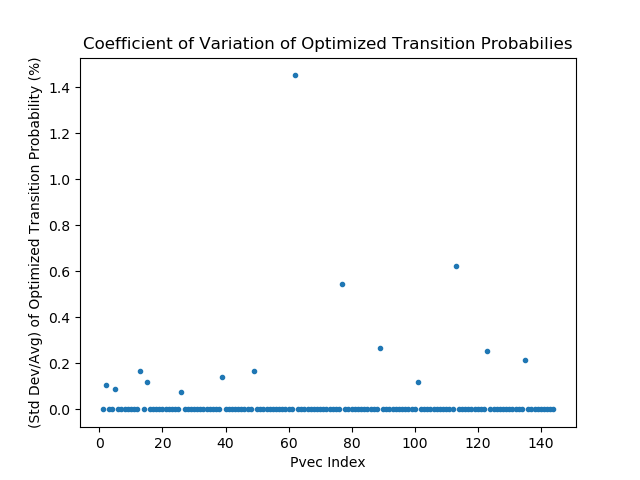 Coefficient of Variation of Optimized Transition Probabilies
(Std Dev/Avg) of Optimized Transition Probability (%)
1.4
1.2
1.0
0.8
0.6
0.4
0.2
0.0
0 20 40 60 80 100 120 140
Pvec Index